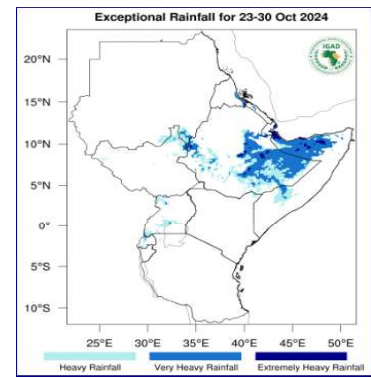 Exceptional Rainfall for 23-30 Oct 2024
IGAD
20°N
15°N
10°N
5°N
0°
5°S
10°S
25°E 30°E 35°E 40°E 45°E 50°E
Heavy Rainfall Very Heavy Rainfall Extremely Heavy Rainfall